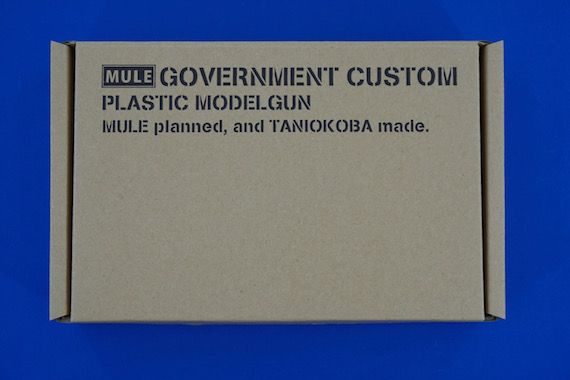 MULE GOVERNMENT CUSTOM
PLASTIC MODELGUN
MULE planned, and TANIOKOBA made.